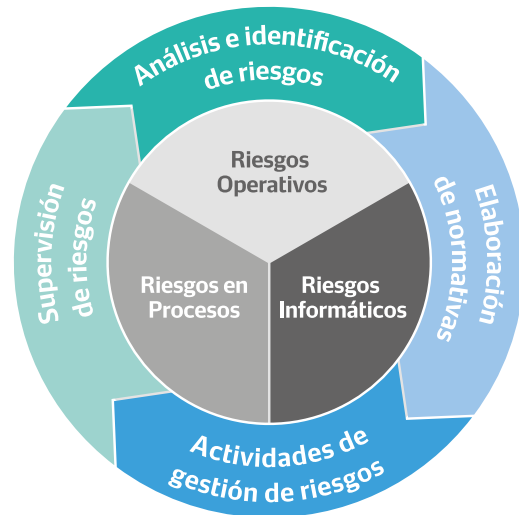 Análisis e identificación
de riesgos
Elaboración
de normativas
Actividades de
gestión de riesgos
Supervisión
de riesgos
Riesgos
Operativos
Riesgos en
Procesos
Riesgos
Informáticos